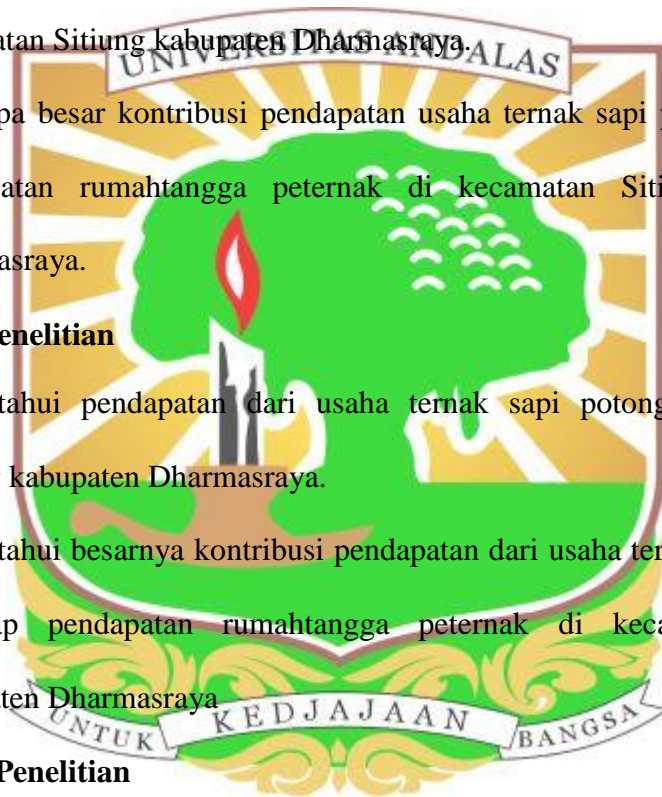 atan Sitiung kabupaten Dharmasraya.
UNIVERSITAS ANDALAS
pa besar kontribusi pendapatan usaha ternak sapi p
atan rumahtangga peternak di kecamatan Siti
asraya.
enelitian
tahui pendapatan dari usaha ternak sapi potong
kabupaten Dharmasraya.
tahui besarnya kontribusi pendapatan dari usaha ter
ap pendapatan rumahtangga peternak di keca
ten Dharmasraya
UNTUK KEDJAJAAN BANGSA
Penelitian